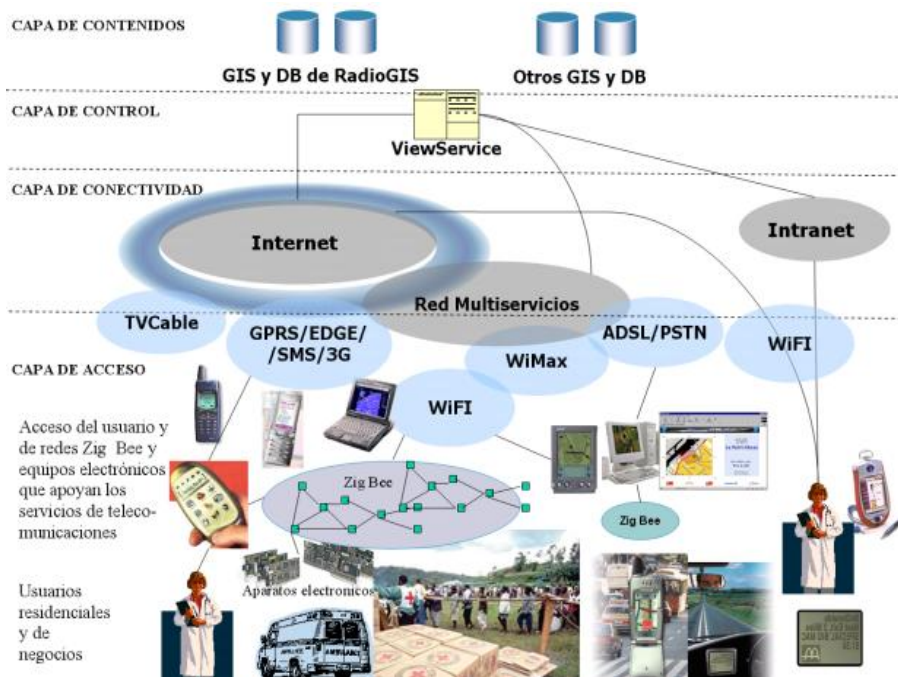 CAPA DE CONTENIDOS
GIS y DB de RadioGIS
Otros GIS y DB
CAPA DE CONTROL
ViewService
CAPA DE CONECTIVIDAD
Internet
Intranet
Red Multiservicios
TVCable
GPRS/EDGE/
/SMS/3G
WiMax
ADSL/PSTN
WiFI
CAPA DE ACCESO
WiFI
Acceso del usuario y
de redes Zig Bee y
equipos electrónicos
que apoyan los
servicios de teleco-
municaciones
Zig Bee
Zig Bee
Aparatos electronicos
Usuarios
residenciales
y de
negocios
AMBULANCE